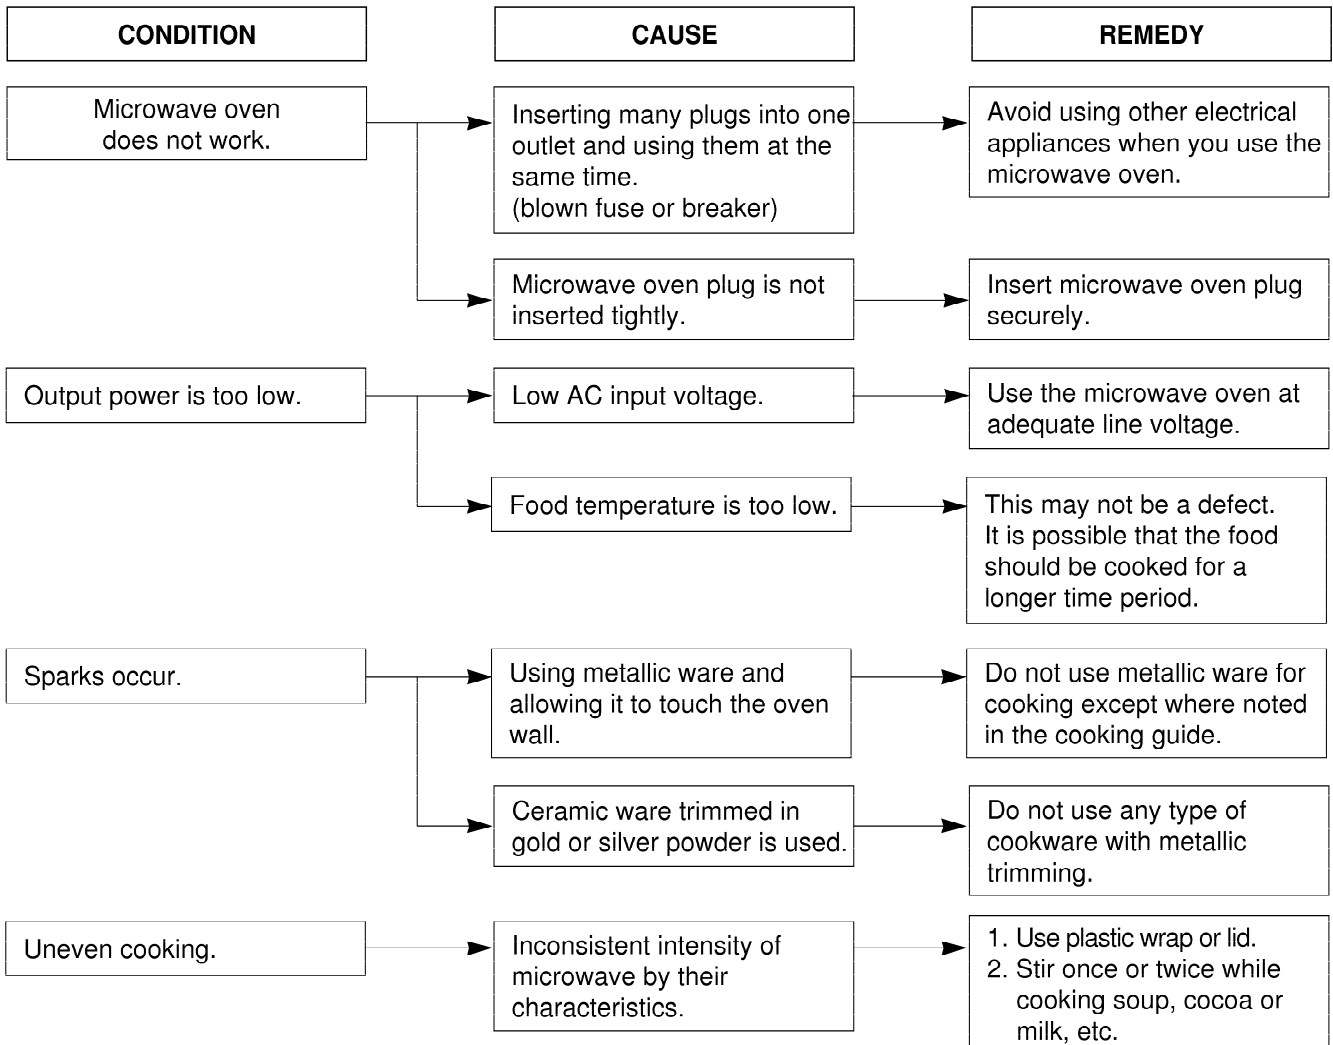 CONDITION
CAUSE
REMEDY
Microwave oven
does not work.
Inserting many plugs into one
outlet and using them at the
same time.
(blown fuse or breaker)
Avoid using other electrical
appliances when you use the
microwave oven.
Microwave oven plug is not
inserted tightly.
Insert microwave oven plug
securely.
Output power is too low.
Low AC input voltage.
Use the microwave oven at
adequate line voltage.
Food temperature is too low.
This may not be a defect.
It is possible that the food
should be cooked for a
longer time period.
Sparks occur.
Using metallic ware and
allowing it to touch the oven
wall.
Do not use metallic ware for
cooking except where noted
in the cooking guide.
Ceramic ware trimmed in
gold or silver powder is used.
Do not use any type of
cookware with metallic
trimming.
Uneven cooking.
Inconsistent intensity of
microwave by their
characteristics.
1. Use plastic wrap or lid.
2. Stir once or twice while
cooking soup, cocoa or
milk, etc.